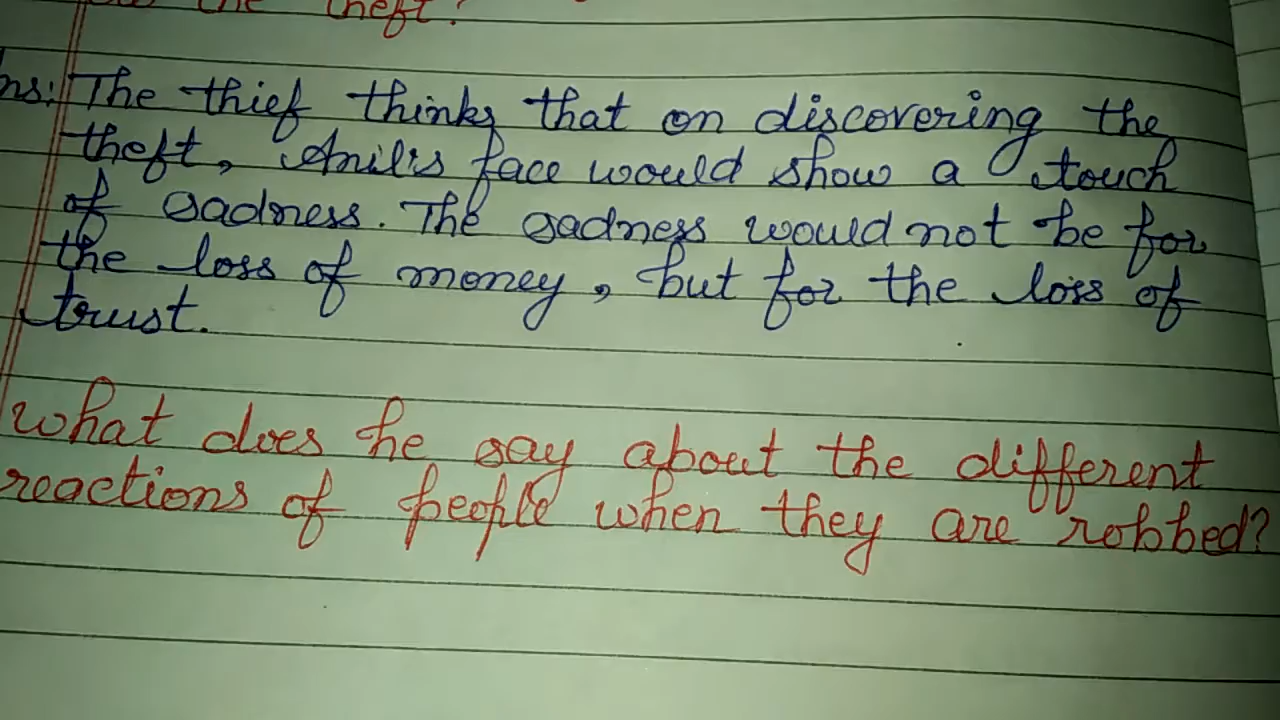 the theft?
ns: The thief thinks that on discovering the
theft, Anil's face would show a touch
of sadness. The sadness would not be for
the loss of money, but for the loss of
trust.
What does he say about the different
reactions of people when they are robbed?